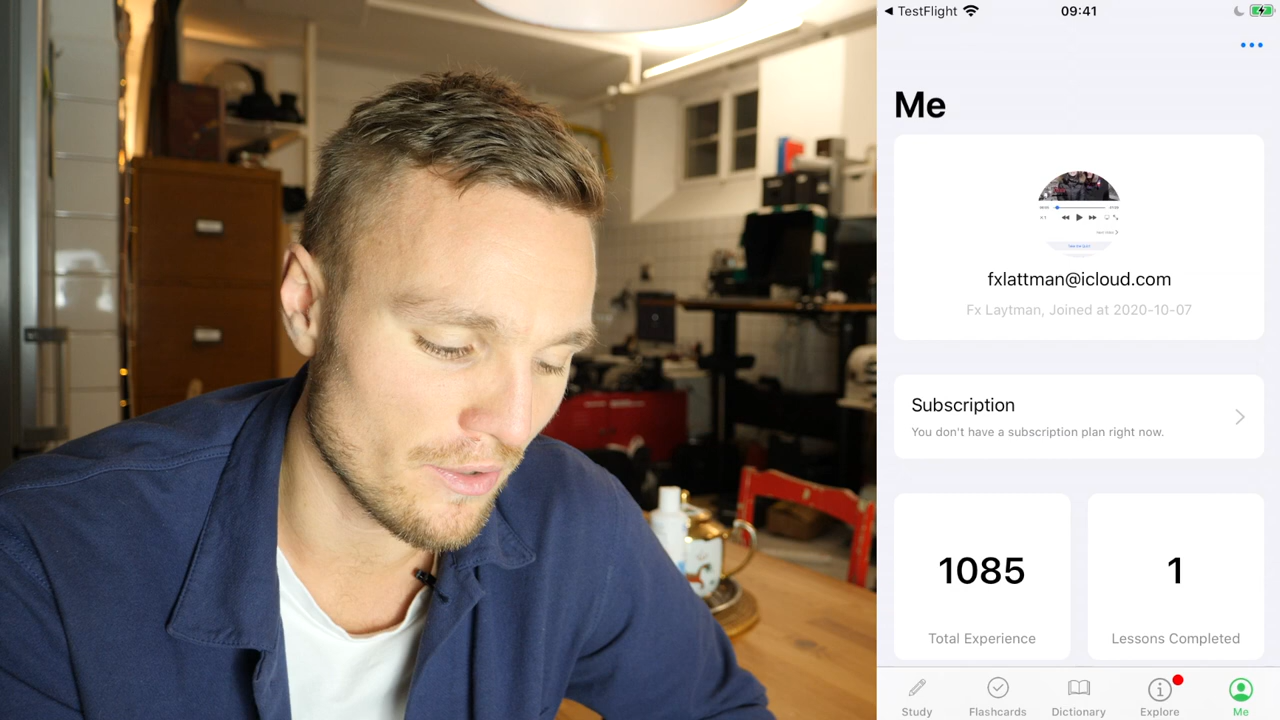 TestFlight
09:41
Me
fxlattman@icloud.com
Fx Laytman, Joined at 2020-10-07
Subscription
You don't have a subscription plan right now.
1085
1
Total Experience
Lessons Completed
Study
Flashcards
Dictionary
Explore
Me